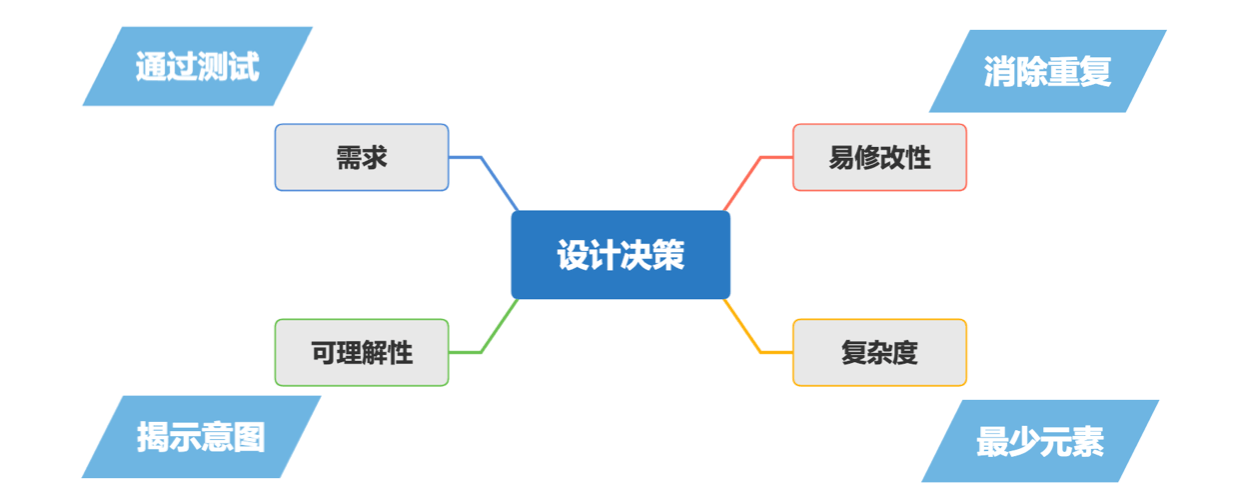 通过测试
消除重复
需求
易修改性
设计决策
可理解性
复杂度
揭示意图
最少元素